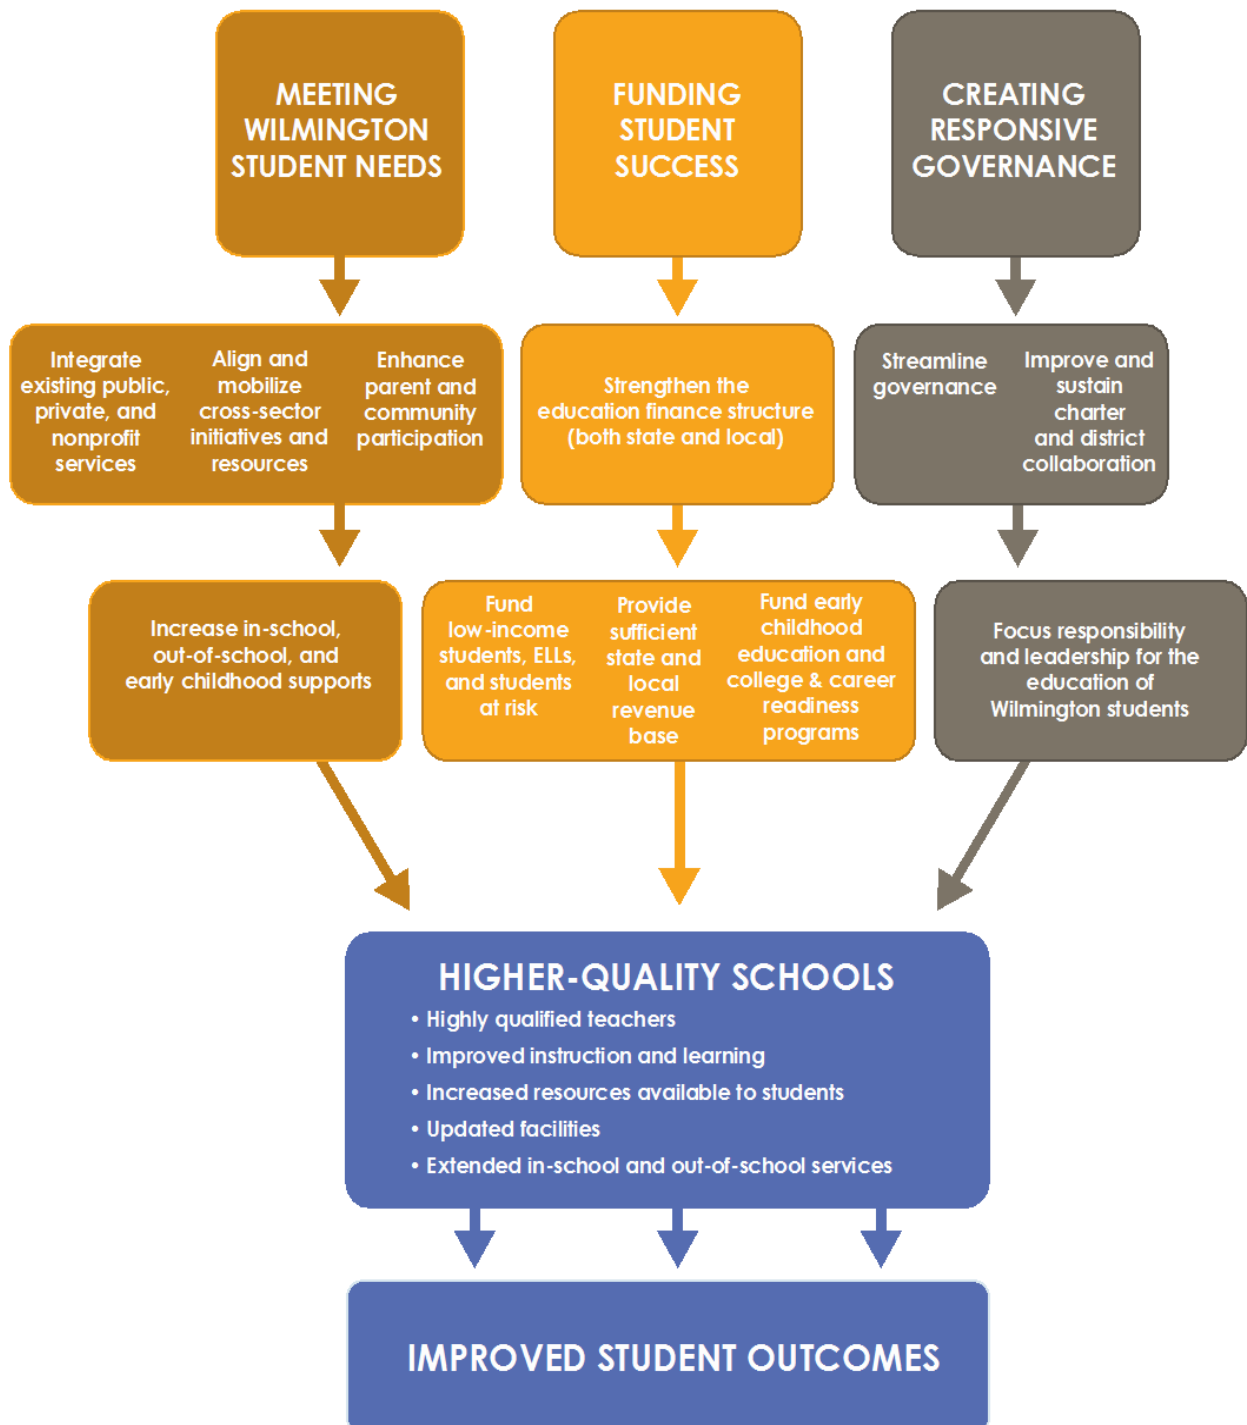 MEETING
WILMINGTON
STUDENT NEEDS
FUNDING
STUDENT
SUCCESS
CREATING
RESPONSIVE
GOVERNANCE
Integrate
existing public,
private, and
nonprofit
services
Align and
mobilize
cross-sector
initiatives and
resources
Enhance
parent and
community
participation
Strengthen the
education finance structure
(both state and local)
Streamline
governance
Improve and
sustain
charter
and district
collaboration
Increase in-school,
out-of-school, and
early childhood supports
Fund
low-income
students, ELLs,
and students
at risk
Provide
sufficient
state and
local
revenue
base
Fund early
childhood
education and
college & career
readiness
programs
Focus responsibility
and leadership for the
education of
Wilmington students
HIGHER-QUALITY SCHOOLS
• Highly qualified teachers
• Improved instruction and learning
• Increased resources available to students
• Updated facilities
• Extended in-school and out-of-school services
IMPROVED STUDENT OUTCOMES